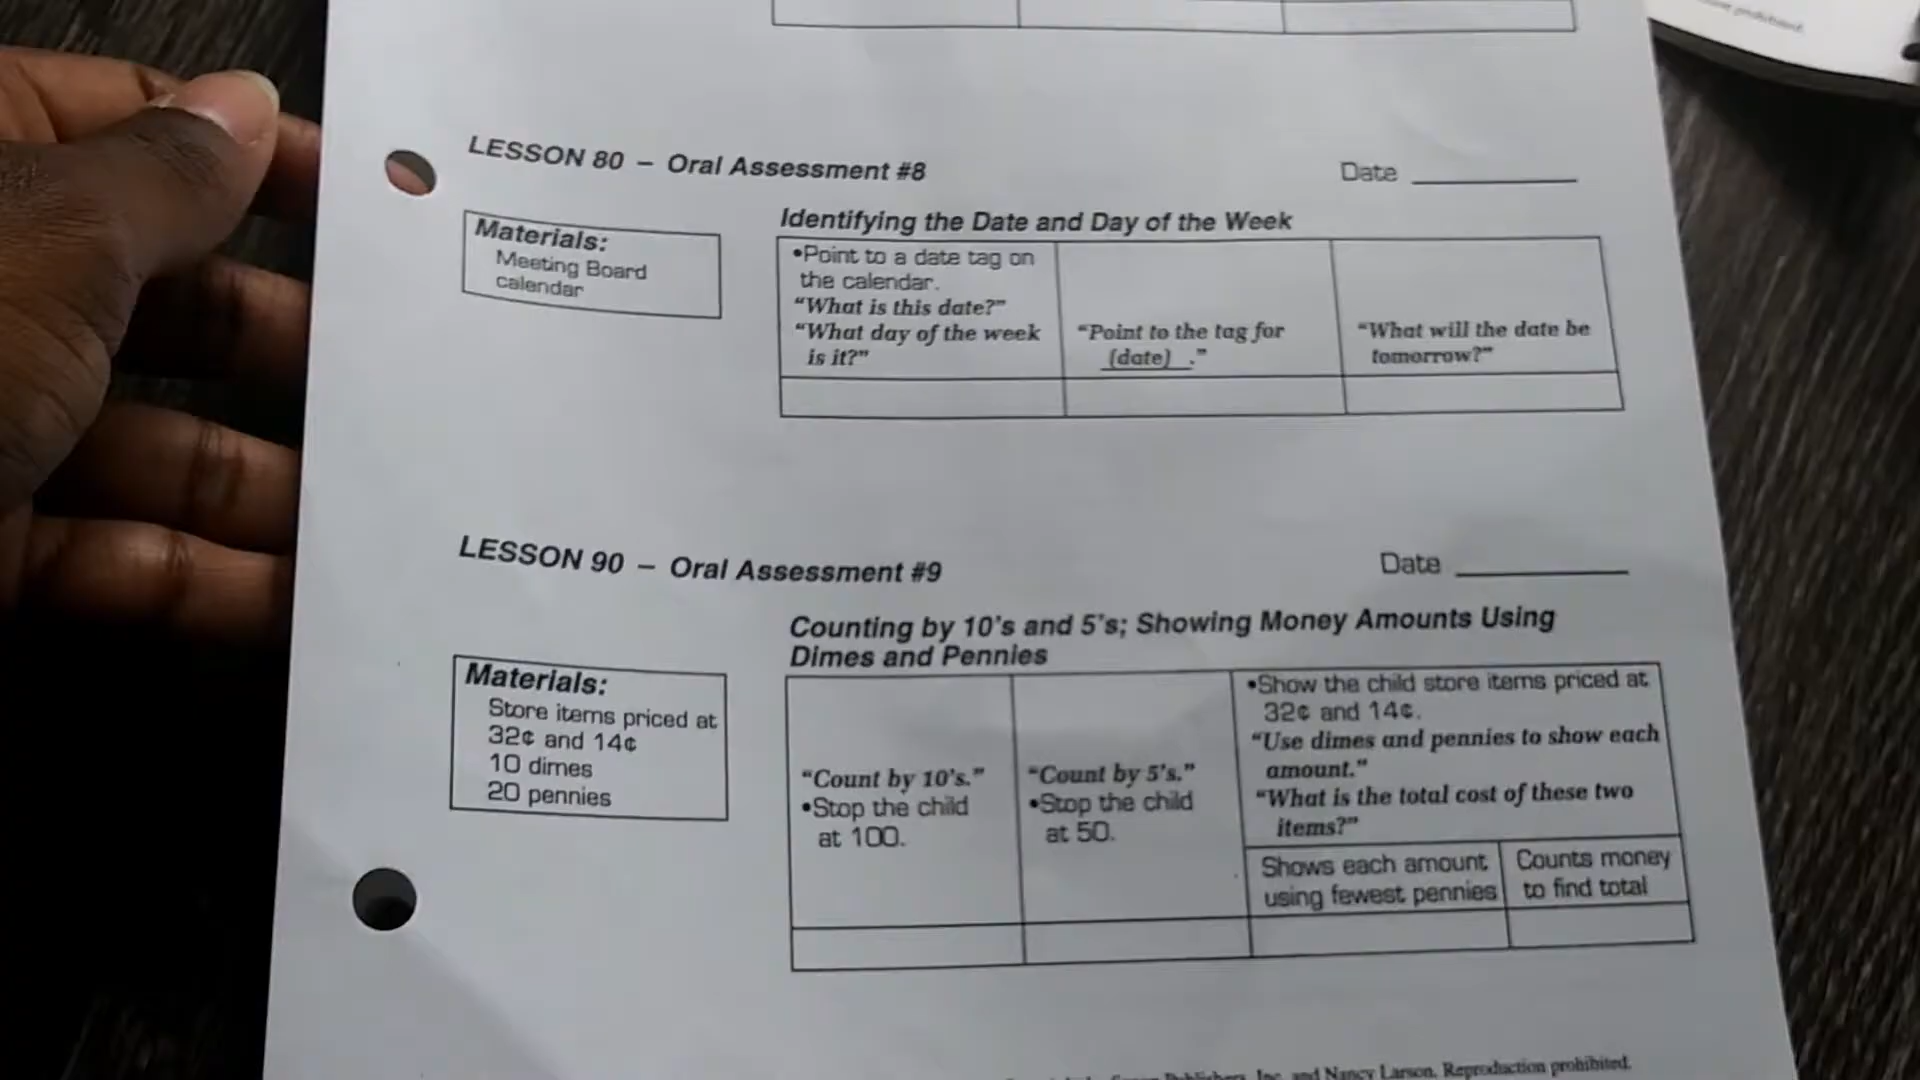 LESSON 80 – Oral Assessment #8
Date
Materials:
Meeting Board
calendar
Identifying the Date and Day of the Week
•Point to a date tag on
the calendar.
“What is this date?”
“What day of the week
is it?”
“Point to the tag for
(date) .”
“What will the date be
tomorrow?”
LESSON 90 – Oral Assessment #9
Date
Materials:
Store items priced at
32¢ and 14¢
10 dimes
20 pennies
Counting by 10's and 5's; Showing Money Amounts Using
Dimes and Pennies
“Count by 10's.”
•Stop the child
at 100.
“Count by 5's.”
•Stop the child
at 50.
•Show the child store items priced at
32¢ and 14¢.
“Use dimes and pennies to show each
amount.”
“What is the total cost of these two
items?”
Shows each amount
using fewest pennies
Counts money
to find total
Publishers, Inc. and Nancy Larson. Reproduction prohibited.
prohibited.